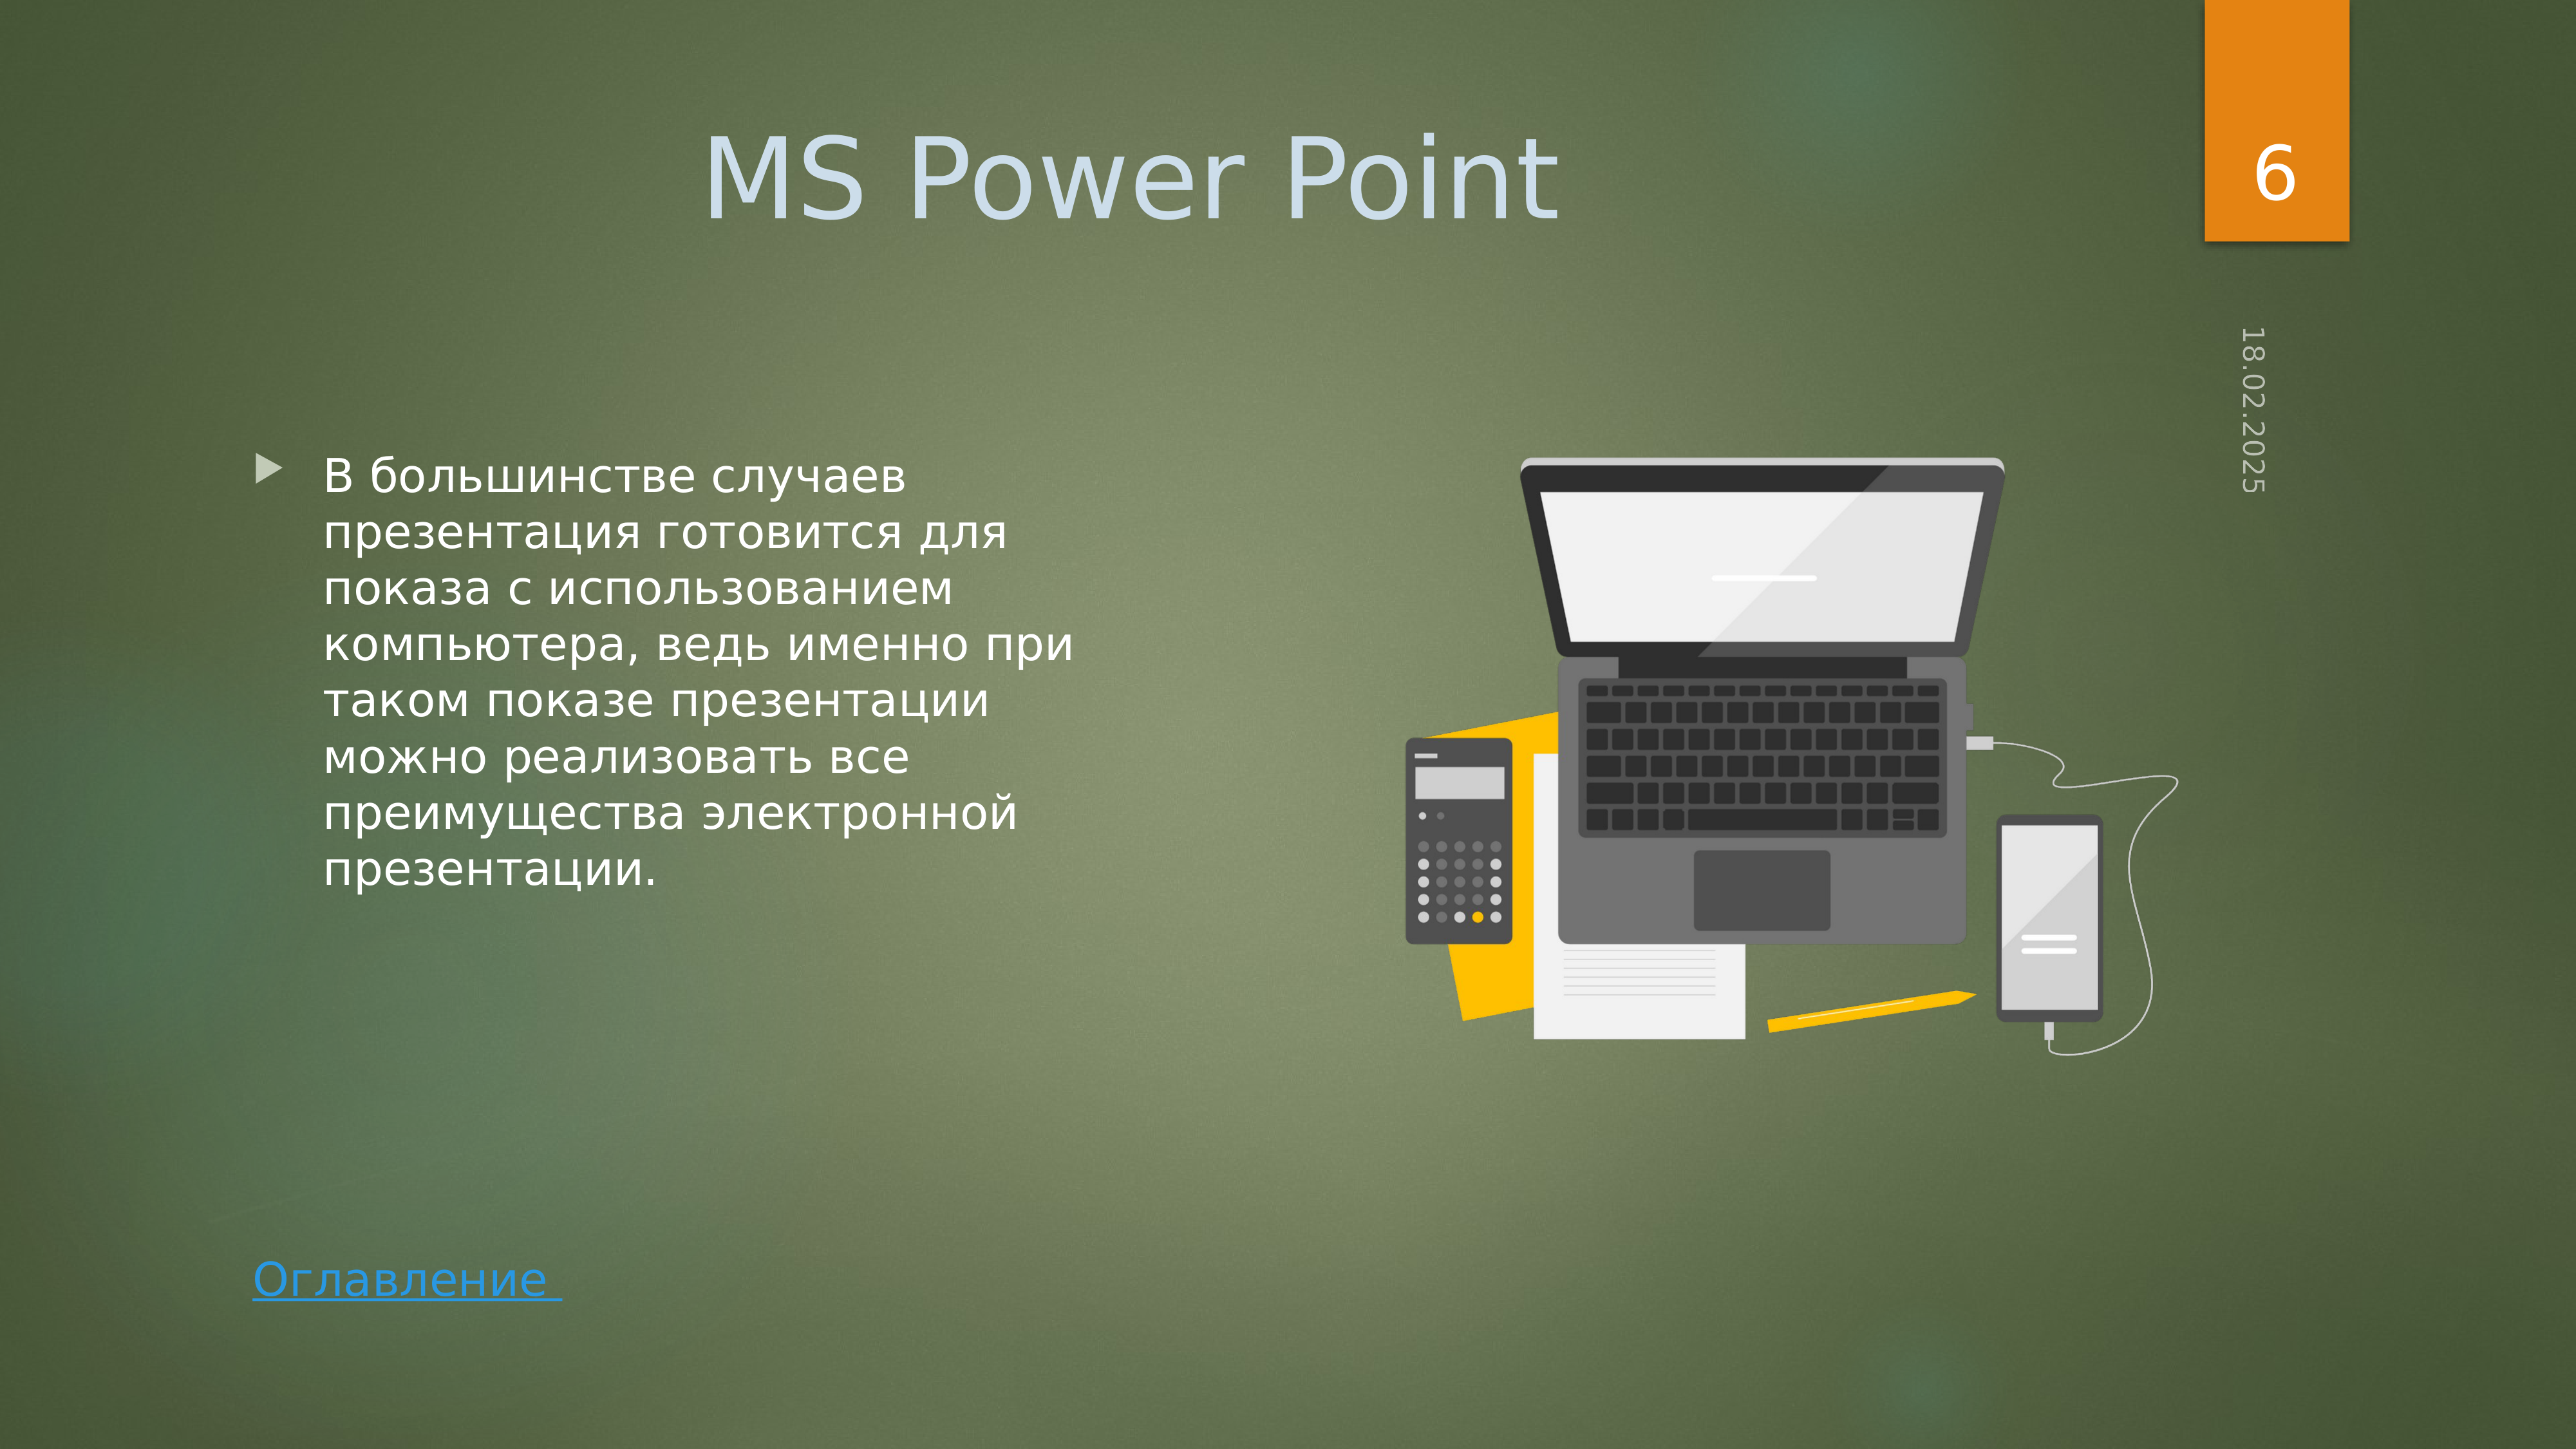 MS Power Point
6
18.02.2025
В большинстве случаев
презентация готовится для
показа с использованием
компьютера, ведь именно при
таком показе презентации
можно реализовать все
преимущества электронной
презентации.
Оглавление